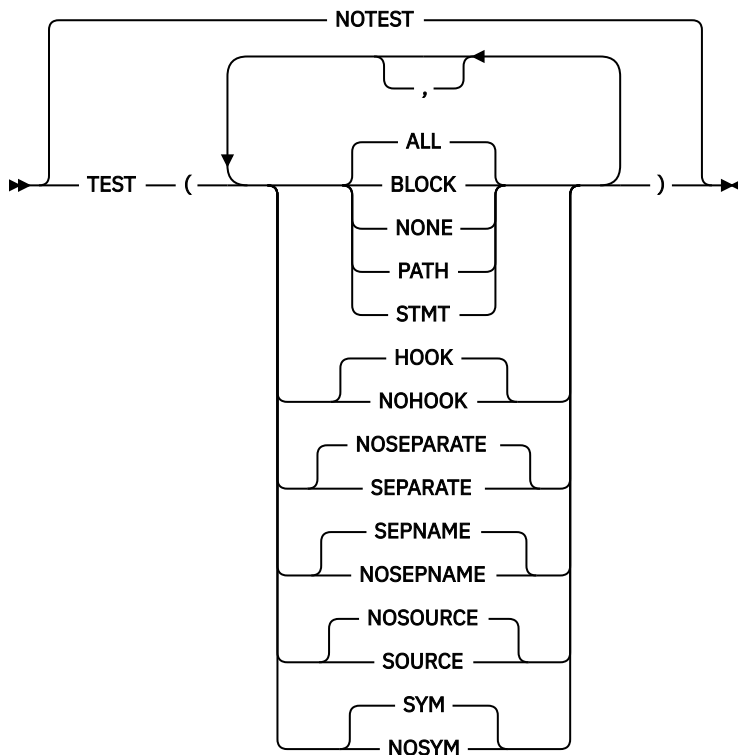 NOTEST
,
ALL
TEST ( BLOCK )
NONE
PATH
STMT
HOOK
NOHOOK
NOSEPARATE
SEPARATE
SEPNAME
NOSEPNAME
NOSOURCE
SOURCE
SYM
NOSYM